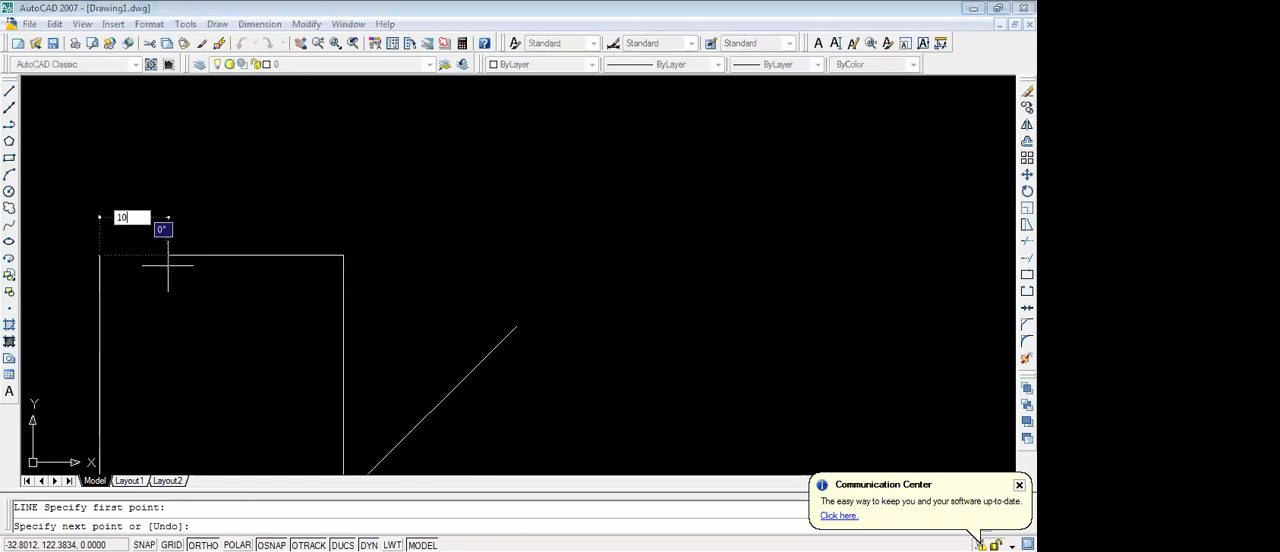 AutoCAD 2007 - [Drawing1.dwg]
File Edit View Insert Format Tools Draw Dimension Modify Window Help
Standard Standard Standard
AutoCAD Classic 0 ByLayer ByLayer ByLayer ByColor
10
0°
Y
X
Model Layout1 Layout2
Communication Center
The easy way to keep you and your software up-to-date.
Click here.
LINE Specify first point:
Specify next point or [Undo]:
-32.8012, 122.3834, 0.0000 SNAP GRID ORTHO POLAR OSNAP OTRACK DUCS DYN LWT MODEL